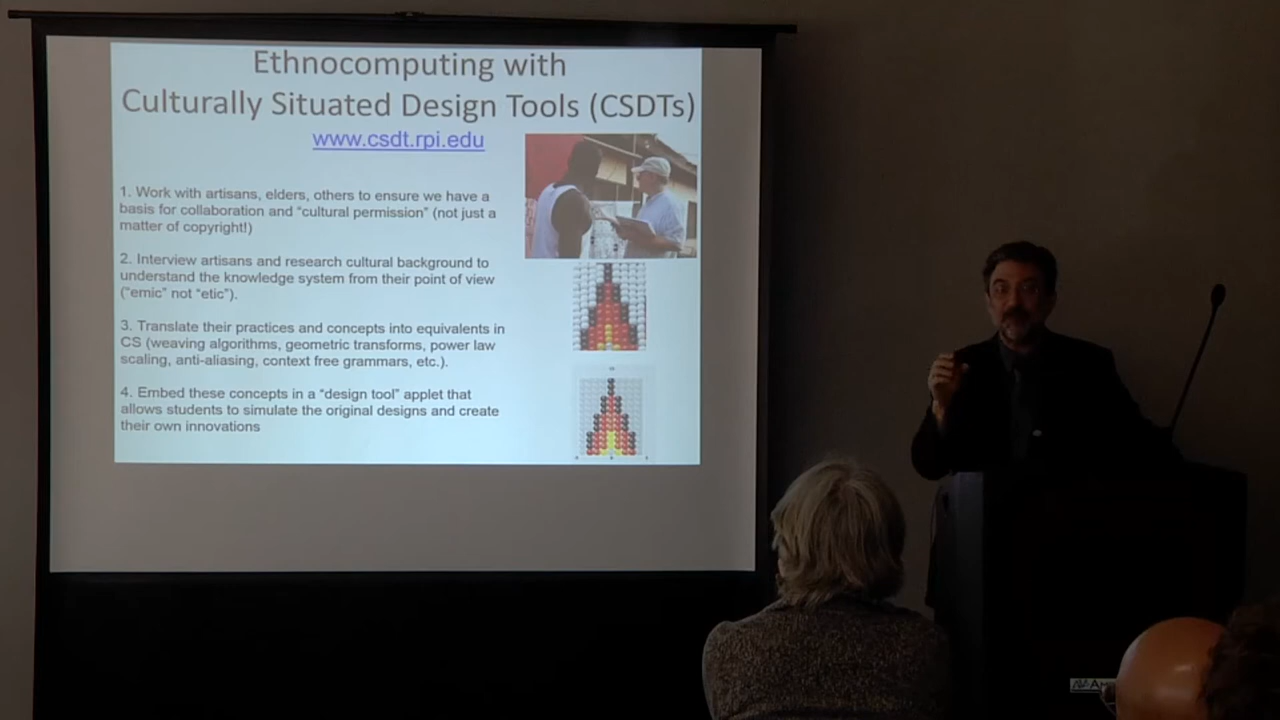 Ethnocomputing with
Culturally Situated Design Tools (CSDTs)
www.csdt.rpi.edu
1. Work with artisans, elders, others to ensure we have a
basis for collaboration and “cultural permission” (not just a
matter of copyright!)
2. Interview artisans and research cultural background to
understand the knowledge system from their point of view
(“emic” not “etic”).
3. Translate their practices and concepts into equivalents in
CS (weaving algorithms, geometric transforms, power law
scaling, anti-aliasing, context free grammars, etc.).
4. Embed these concepts in a “design tool” applet that
allows students to simulate the original designs and create
their own innovations